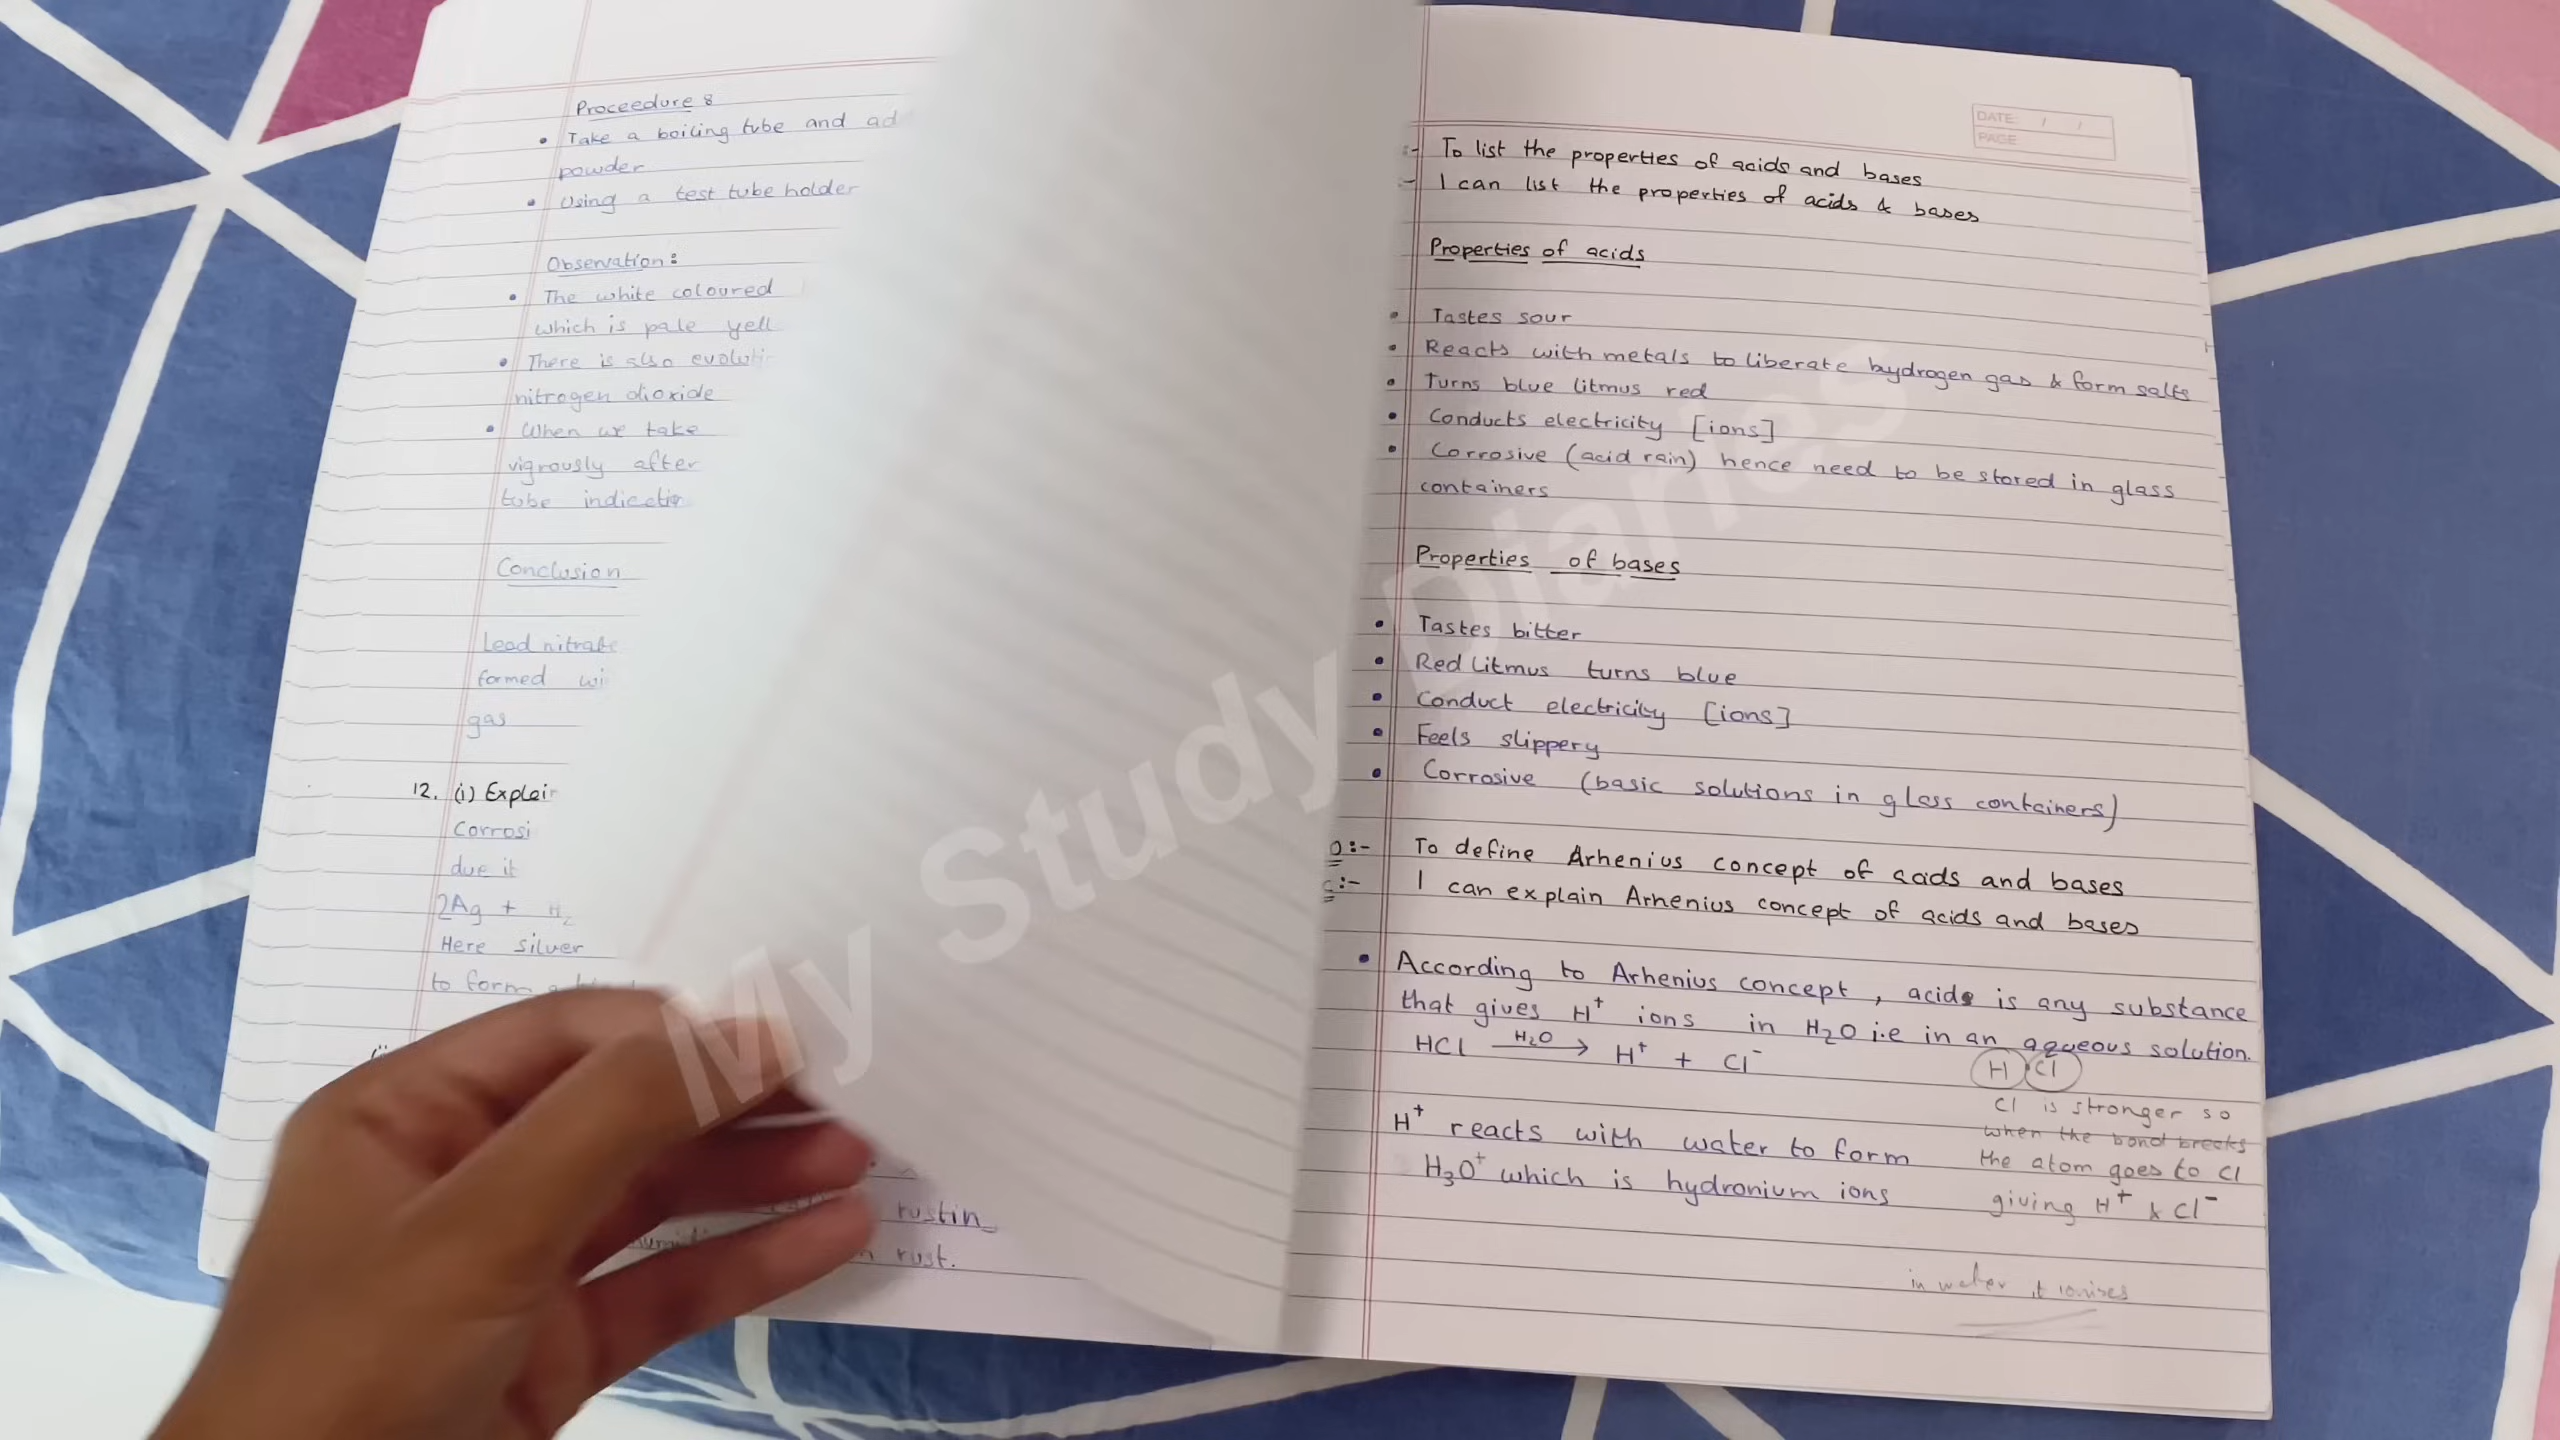 Proceedure 8
• Take a boiling tube and ad
powder
• Using a test tube holder
Observation:
• The white coloured
which is pale yell
• There is also evoluti
nitrogen dioxide
• When we take
vigrously after
tube indicatin
Conclusion
Lead nitrate
formed wi
gas
12. (i) Explain
Corrosi
due it
2Ag + H₂
Here silver
to form a
rustin
rust.
DATE: / /
PAGE
:- To list the properties of acids and bases
:- I can list the properties of acids & bases
Properties of acids
• Tastes sour
• Reacts with metals to liberate hydrogen gas & form salts
• Turns blue litmus red
• Conducts electricity [ions]
• Corrosive (acid rain) hence need to be stored in glass
containers
Properties of bases
• Tastes bitter
• Red Litmus turns blue
• Conduct electricity [ions]
• Feels slippery
• Corrosive (basic solutions in glass containers)
O:- To define Arhenius concept of acids and bases
C:- I can explain Arhenius concept of acids and bases
• According to Arhenius concept, acids is any substance
that gives H⁺ ions in H₂O i.e in an aqueous solution.
HCl H₂O → H⁺ + Cl⁻
H Cl
Cl is stronger so
when the bond breaks
the atom goes to Cl
giving H⁺ & Cl⁻
H⁺ reacts with water to form
H₃O⁺ which is hydronium ions
in water it ionises
My Study Diaries